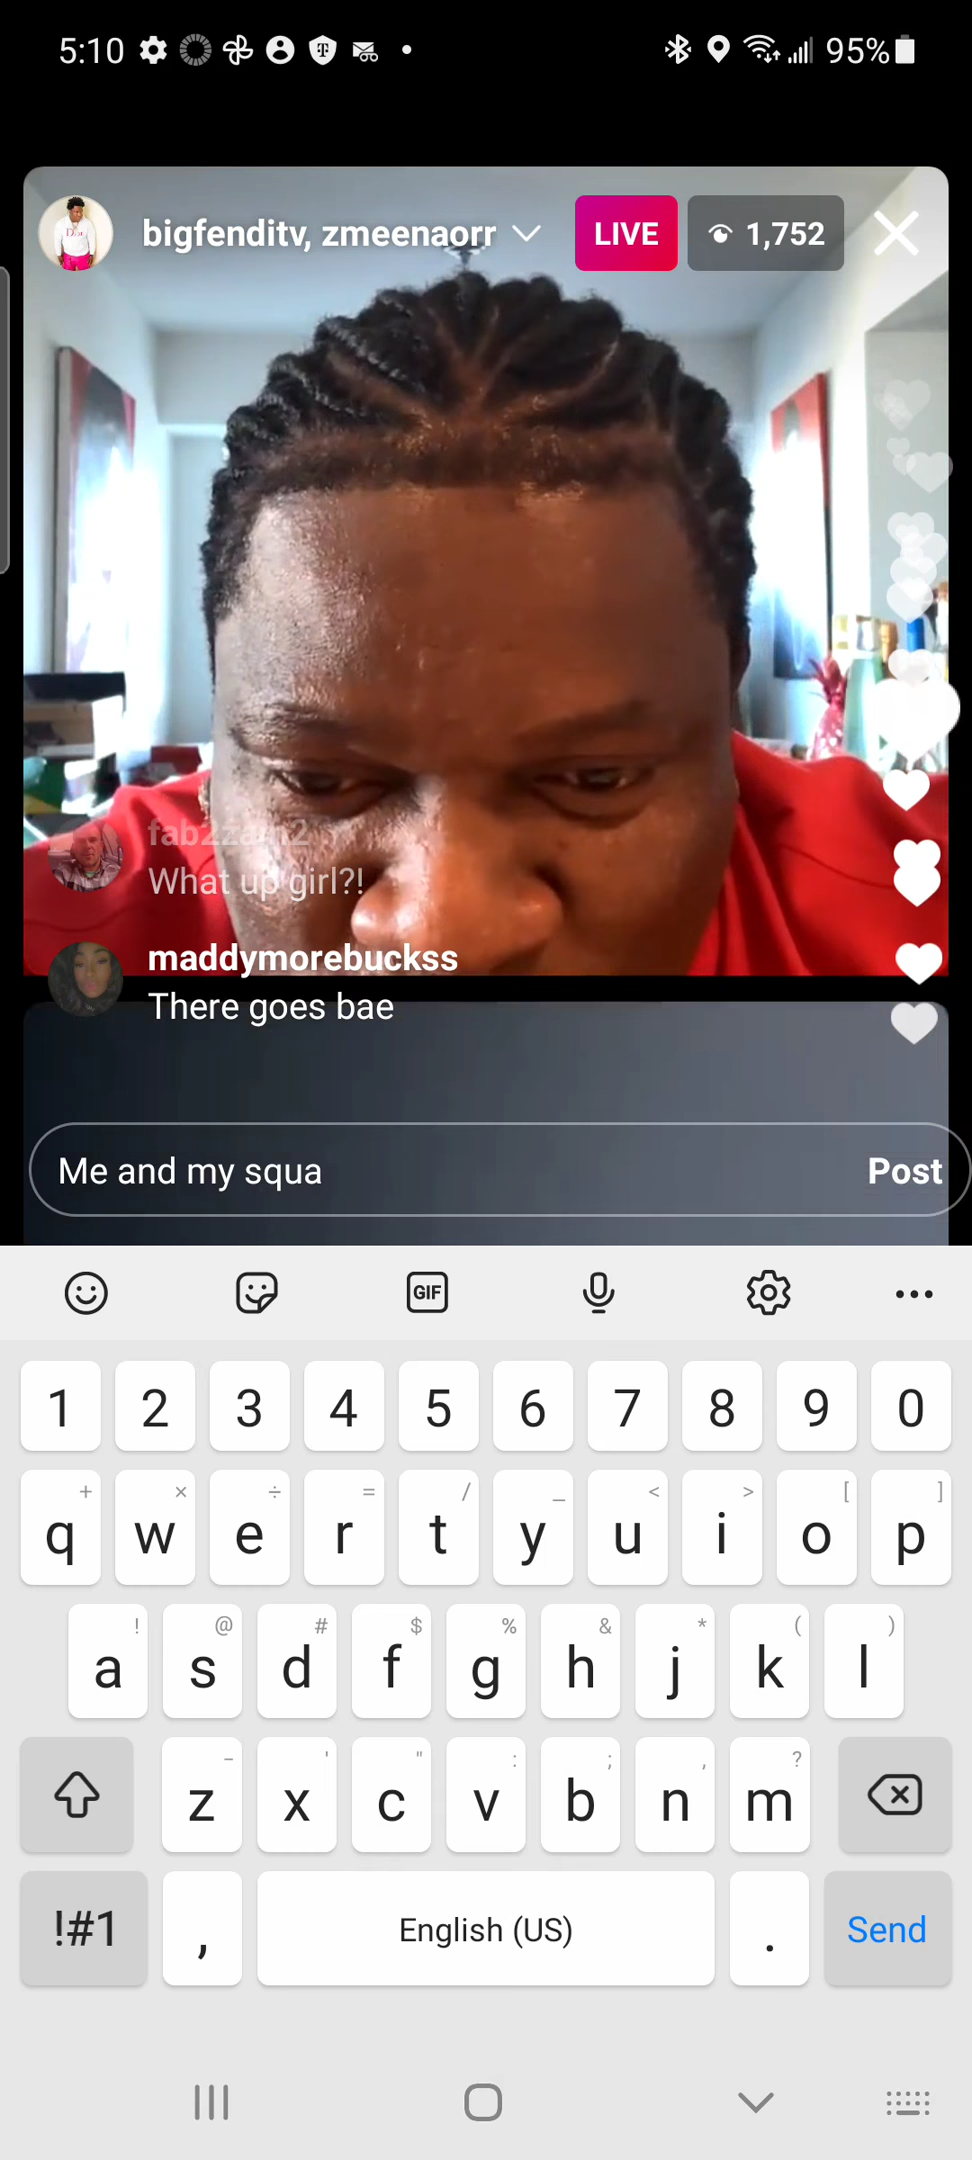 5:10 95%
bigfenditv, zmeenaorr LIVE 1,752
What up girl?!
maddymorebuckss
There goes bae
Me and my squa Post
GIF
1 2 3 4 5 6 7 8 9 0
+ × ÷ = / _ < > [ ]
q w e r t y u i o p
! @ # $ % & * ( )
a s d f g h j k l
- ' " : ; , ?
z x c v b n m
!#1 , English (US) . Send